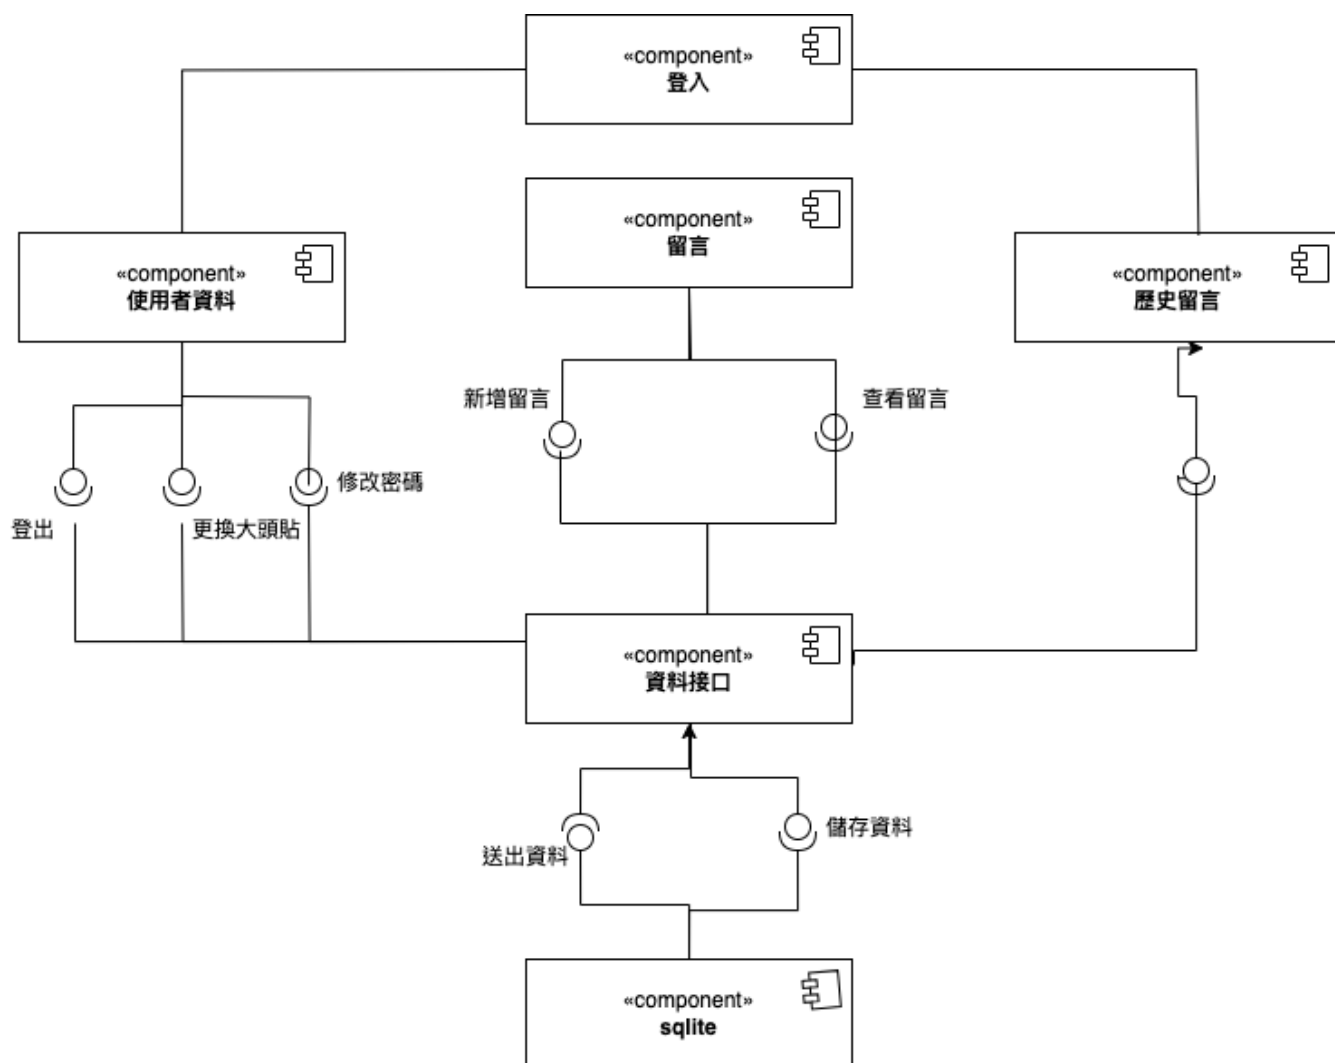 «component»
登入
«component»
留言
«component»
使用者資料
«component»
歷史留言
新增留言
查看留言
修改密碼
登出
更換大頭貼
«component»
資料接口
儲存資料
送出資料
«component»
sqlite